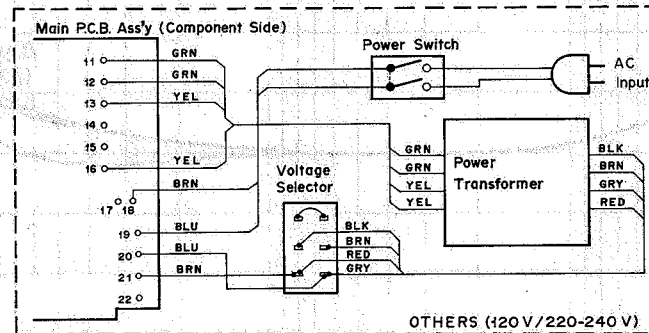 Main P.C.B. Ass'y (Component Side)
Power Switch
AC
Input
11
GRN
12
GRN
13
YEL
14
15
16
YEL
BRN
17
18
19
BLU
20
BLU
21
BRN
22
Voltage
Selector
BLK
BRN
RED
GRY
GRN
GRN
YEL
YEL
Power
Transformer
BLK
BRN
GRY
RED
OTHERS (120 V/220-240 V)